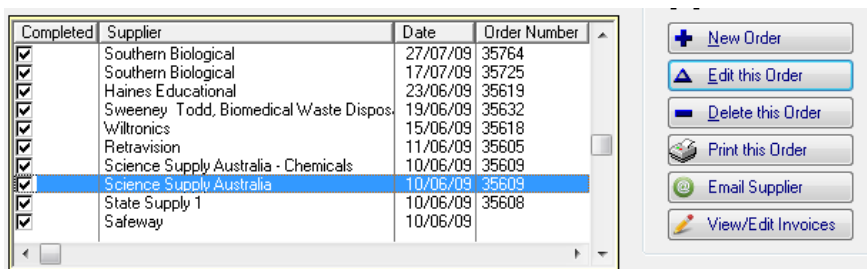 Completed Supplier Date Order Number
Southern Biological 27/07/09 35764
Southern Biological 17/07/09 35725
Haines Educational 23/06/09 35619
Sweeney Todd, Biomedical Waste Dispos 19/06/09 35632
Wiltronics 15/06/09 35618
Retravision 11/06/09 35605
Science Supply Australia - Chemicals 10/06/09 35609
Science Supply Australia 10/06/09 35609
State Supply 1 10/06/09 35608
Safeway 10/06/09
New Order
Edit this Order
Delete this Order
Print this Order
@ Email Supplier
View/Edit Invoices